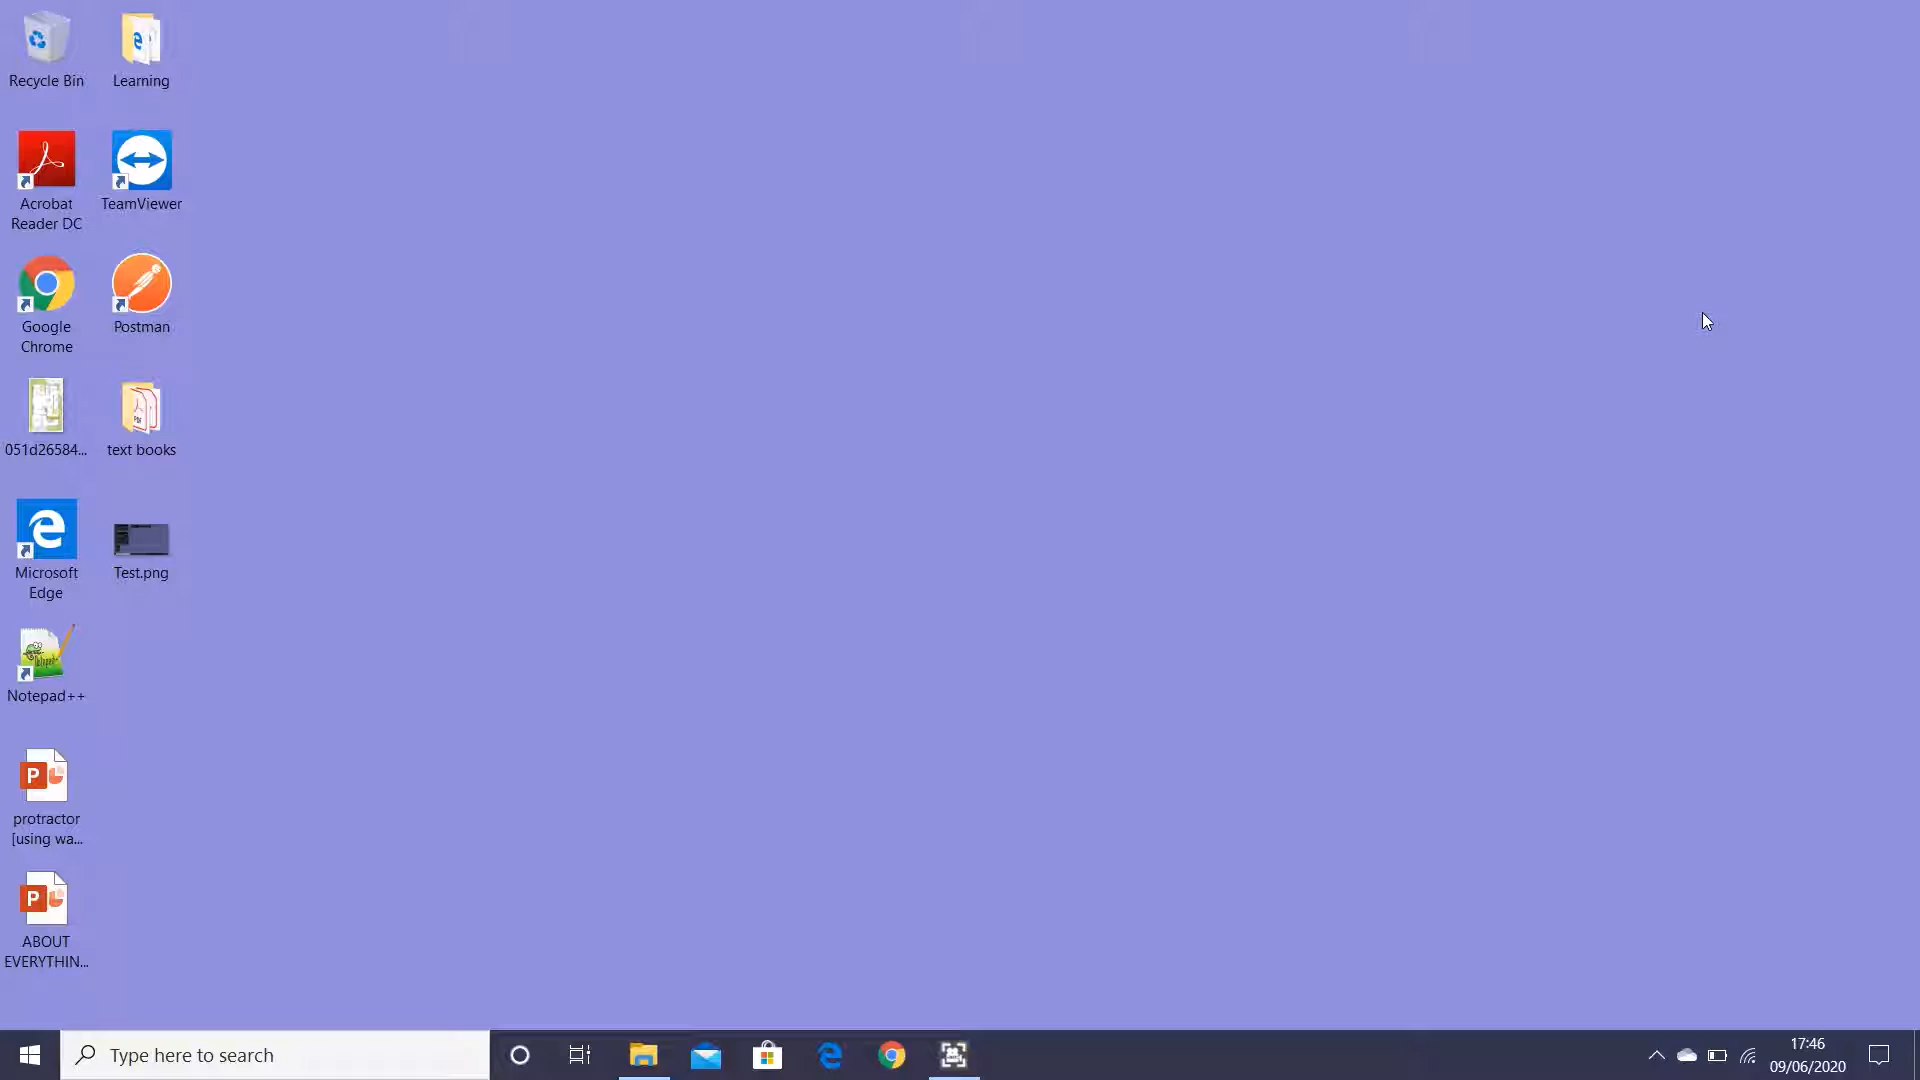 Recycle Bin
Learning
Acrobat
Reader DC
TeamViewer
Google
Chrome
Postman
051d26584...
text books
Microsoft
Edge
Test.png
Notepad++
protractor
[using wa...
ABOUT
EVERYTHIN...
Type here to search
17:46
09/06/2020